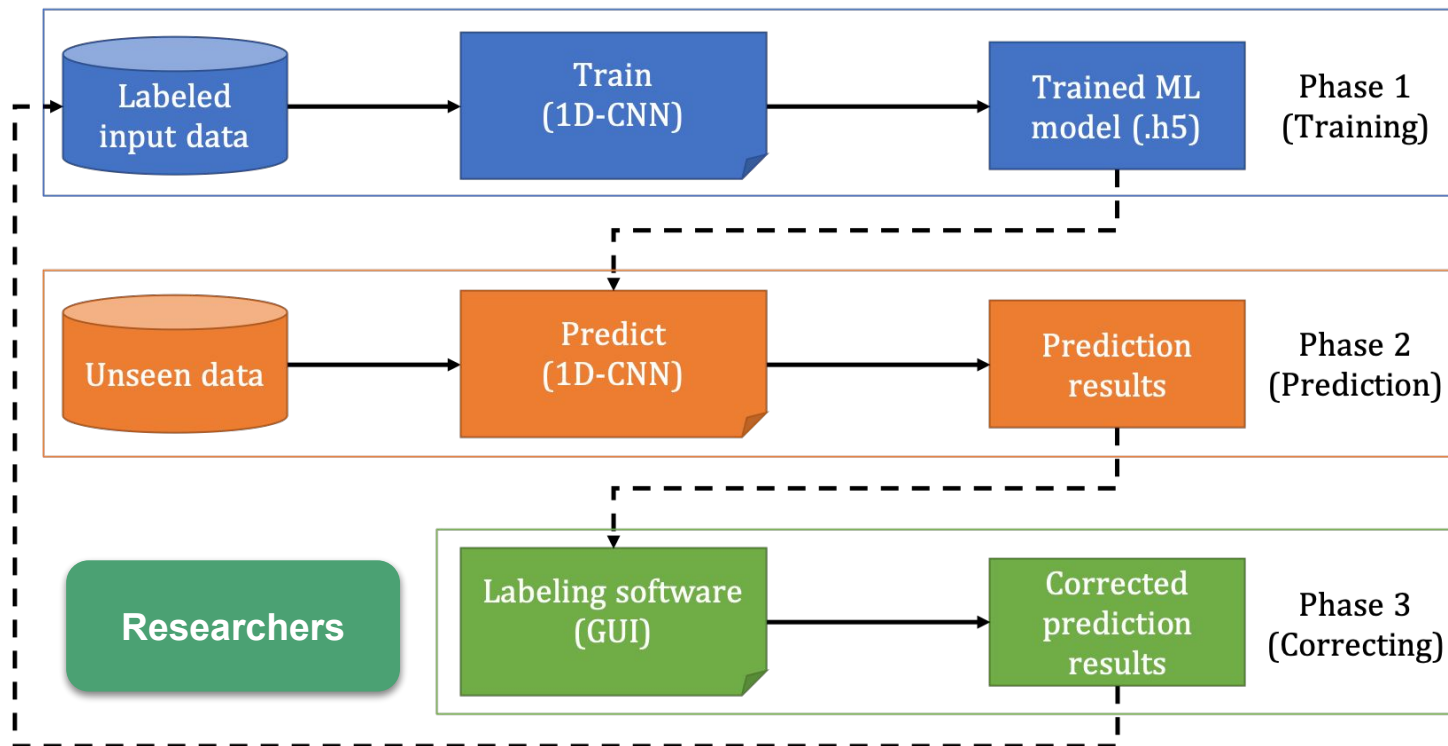 Labeled
input data
Train
(1D-CNN)
Trained ML
model (.h5)
Phase 1
(Training)
Unseen data
Predict
(1D-CNN)
Prediction
results
Phase 2
(Prediction)
Researchers
Labeling software
(GUI)
Corrected
prediction
results
Phase 3
(Correcting)